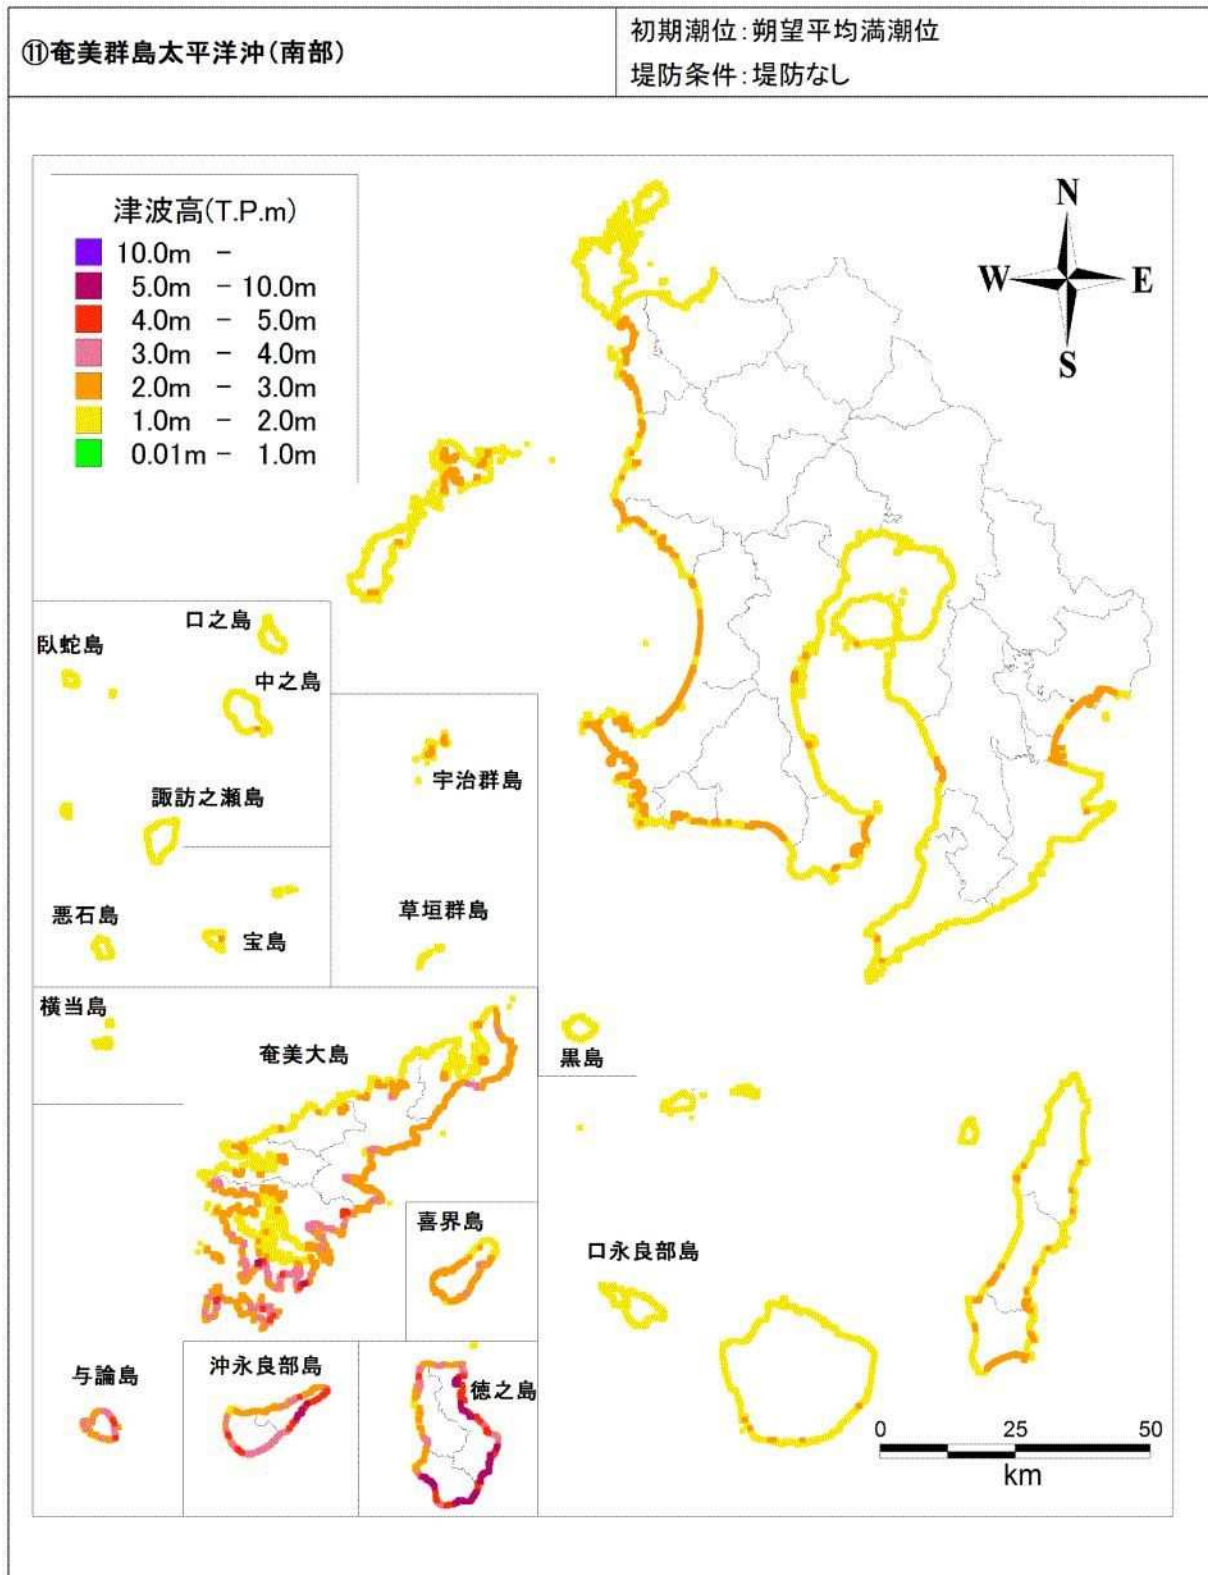 ⑪奄美群島太平洋沖(南部)
初期潮位:朔望平均満潮位
堤防条件:堤防なし
津波高(T.P.m)
10.0m -
5.0m - 10.0m
4.0m - 5.0m
3.0m - 4.0m
2.0m - 3.0m
1.0m - 2.0m
0.01m - 1.0m
N
W
E
S
口之島
臥蛇島
中之島
宇治群島
諏訪之瀬島
悪石島
宝島
草垣群島
横当島
奄美大島
黒島
喜界島
口永良部島
与論島
沖永良部島
徳之島
0 25 50
km